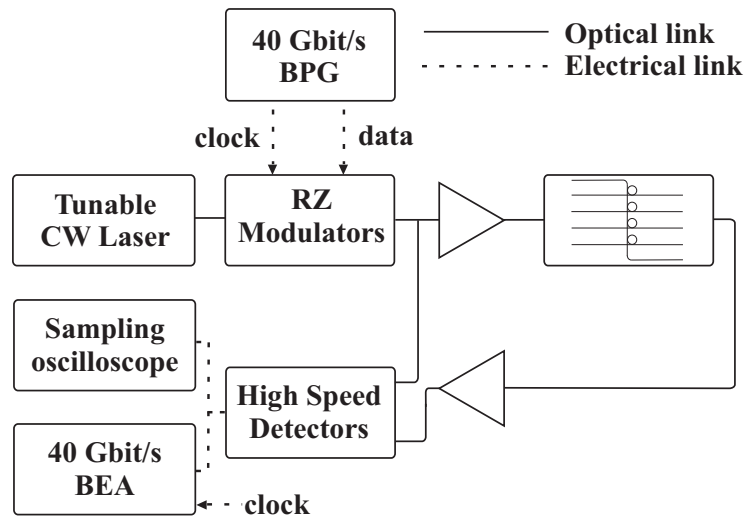 40 Gbit/s
BPG
Optical link
Electrical link
clock
data
Tunable
CW Laser
RZ
Modulators
Sampling
oscilloscope
High Speed
Detectors
40 Gbit/s
BEA
clock